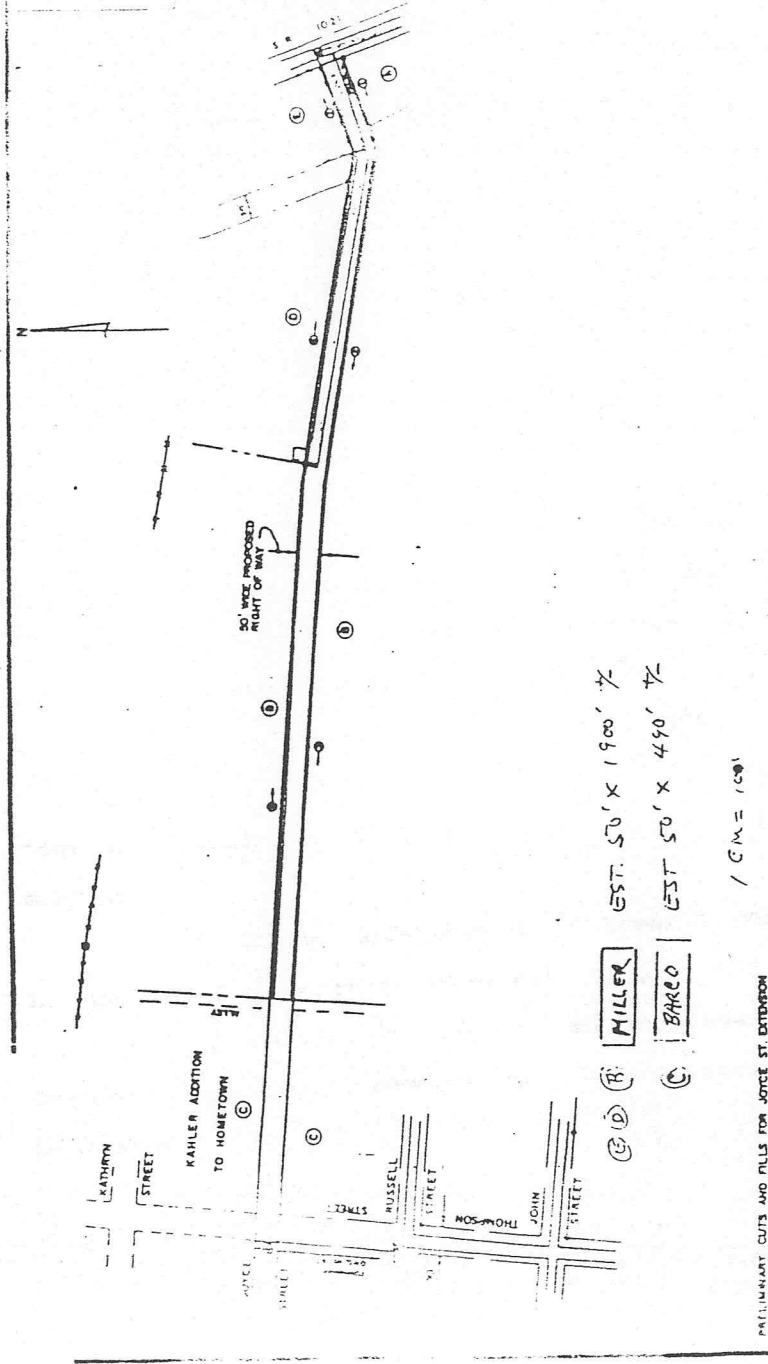 S R 1021
N
E
A
D
50' WIDE PROPOSED
RIGHT OF WAY
B
B
KATHRYN
STREET
KAHLER ADDITION
TO HOMETOWN
ALLEY
C
C
JOYCE
STREET
STREET
THOMPSON
RUSSELL
STREET
JOHN
STREET
E D B MILLER EST. 50' X 1900' +/-
C BARCO EST 50' X 490' +/-
1 CM = 100'
PRELIMINARY CUTS AND FILLS FOR JOYCE ST. EXTENSION